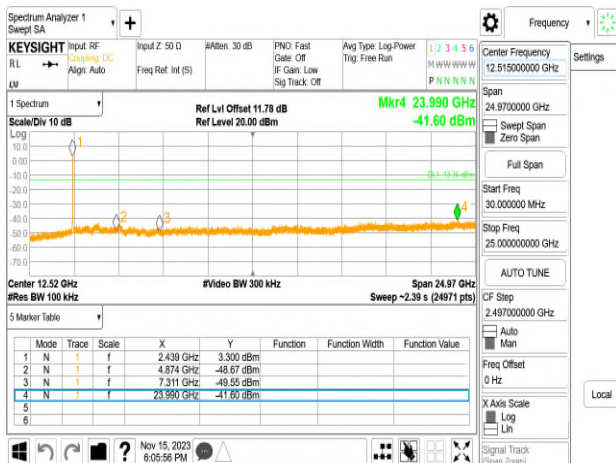 Spectrum Analyzer 1
Swept SA
Frequency
KEYSIGHT
RL
Input: RF
Coupling: DC
Align: Auto
Input Z: 50 Ω
Freq Ref: Int (S)
#Atten: 30 dB
PNO: Fast
Gate: Off
IF Gain: Low
Sig Track: Off
Avg Type: Log-Power
Trig: Free Run
1 2 3 4 5 6
M W W W W W
P N N N N N
1 Spectrum
Scale/Div 10 dB
Ref Lvl Offset 11.78 dB
Ref Level 20.00 dBm
Mkr4 23.990 GHz
-41.60 dBm
Log
10.0
0.00
-10.0
-20.0
-30.0
-40.0
-50.0
-60.0
-70.0
1
2
3
4
Center 12.52 GHz
#Res BW 100 kHz
#Video BW 300 kHz
Span 24.97 GHz
Sweep ~2.39 s (24971 pts)
5 Marker Table
Mode Trace Scale X Y Function Function Width Function Value
1 N 1 f 2.439 GHz 3.300 dBm
2 N 1 f 4.874 GHz -48.67 dBm
3 N 1 f 7.311 GHz -49.55 dBm
4 N 1 f 23.990 GHz -41.60 dBm
5
6
Nov 15, 2023
6:05:56 PM
Center Frequency
12.515000000 GHz
Span
24.9700000 GHz
Swept Span
Zero Span
Full Span
Start Freq
30.000000 MHz
Stop Freq
25.000000000 GHz
AUTO TUNE
CF Step
2.497000000 GHz
Auto
Man
Freq Offset
0 Hz
X Axis Scale
Log
Lin
Signal Track
(Span Zoom)
Settings
Local